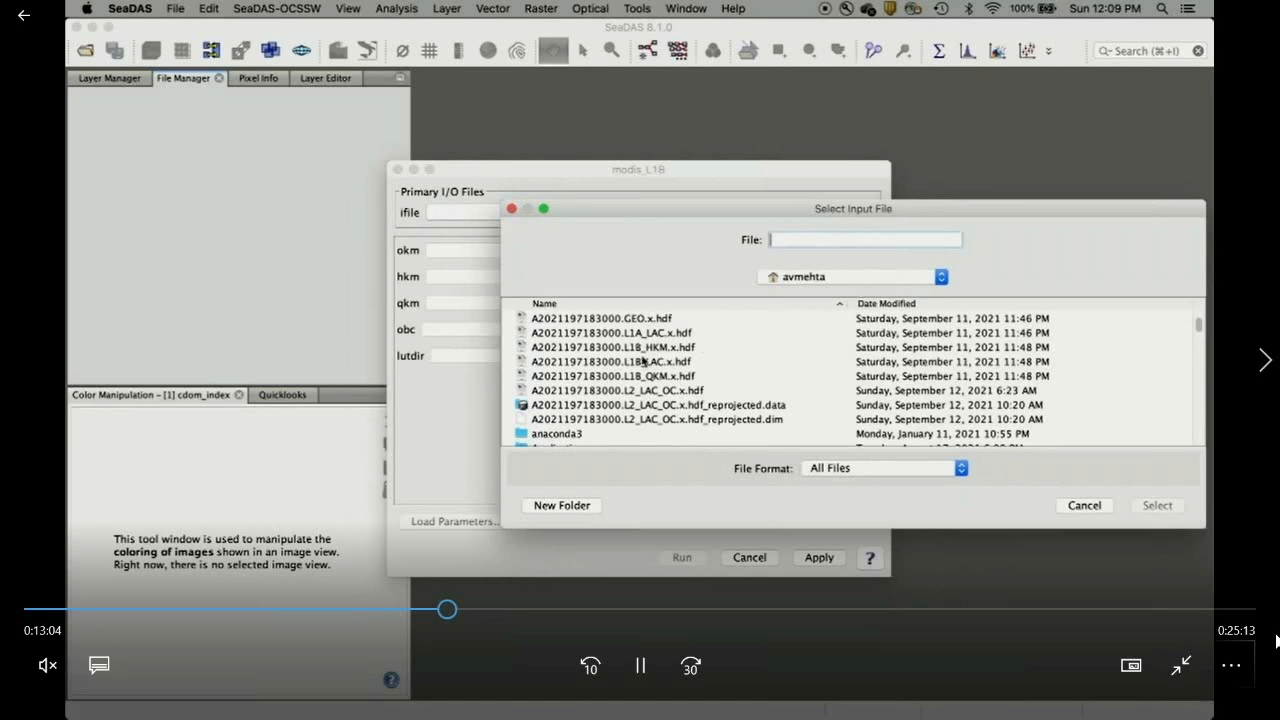 SeaDAS File Edit SeaDAS-OCSSW View Analysis Layer Vector Raster Optical Tools Window Help 100% Sun 12:09 PM
SeaDAS 8.1.0
Search (⌘+I)
Layer Manager File Manager Pixel Info Layer Editor
modis_L1B
Primary I/O Files
ifile
okm
hkm
qkm
obc
lutdir
Load Parameters...
Run Cancel Apply ?
Select Input File
File:
avmehta
Name Date Modified
A2021197183000.GEO.x.hdf Saturday, September 11, 2021 11:46 PM
A2021197183000.L1A_LAC.x.hdf Saturday, September 11, 2021 11:46 PM
A2021197183000.L1B_HKM.x.hdf Saturday, September 11, 2021 11:48 PM
A2021197183000.L1B_LAC.x.hdf Saturday, September 11, 2021 11:48 PM
A2021197183000.L1B_QKM.x.hdf Saturday, September 11, 2021 11:48 PM
A2021197183000.L2_LAC_OC.x.hdf Sunday, September 12, 2021 6:23 AM
A2021197183000.L2_LAC_OC.x.hdf_reprojected.data Sunday, September 12, 2021 10:20 AM
A2021197183000.L2_LAC_OC.x.hdf_reprojected.dim Sunday, September 12, 2021 10:20 AM
anaconda3 Monday, January 11, 2021 10:55 PM
File Format: All Files
New Folder Cancel Select
Color Manipulation - [1] cdom_index Quicklooks
This tool window is used to manipulate the
coloring of images shown in an image view.
Right now, there is no selected image view.
?
0:13:04 0:25:13
10 30